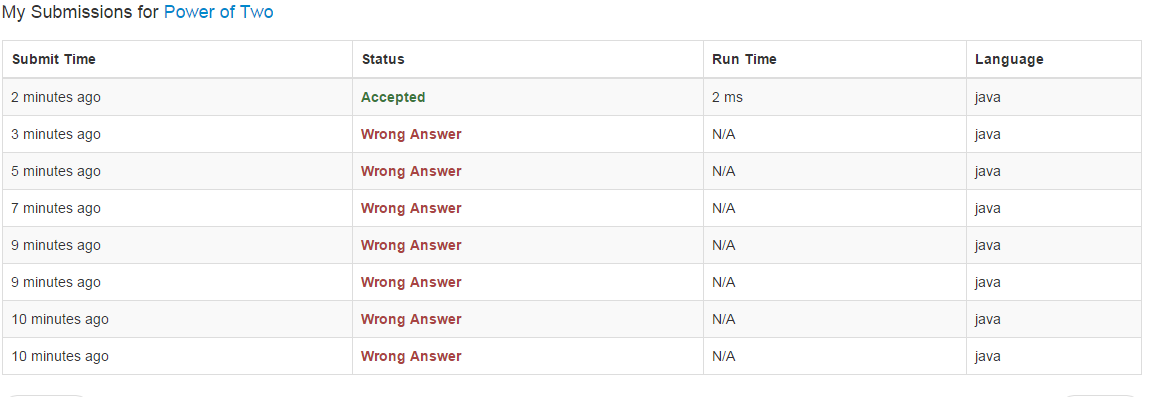 My Submissions for Power of Two
Submit Time Status Run Time Language
2 minutes ago Accepted 2 ms java
3 minutes ago Wrong Answer N/A java
5 minutes ago Wrong Answer N/A java
7 minutes ago Wrong Answer N/A java
9 minutes ago Wrong Answer N/A java
9 minutes ago Wrong Answer N/A java
10 minutes ago Wrong Answer N/A java
10 minutes ago Wrong Answer N/A java